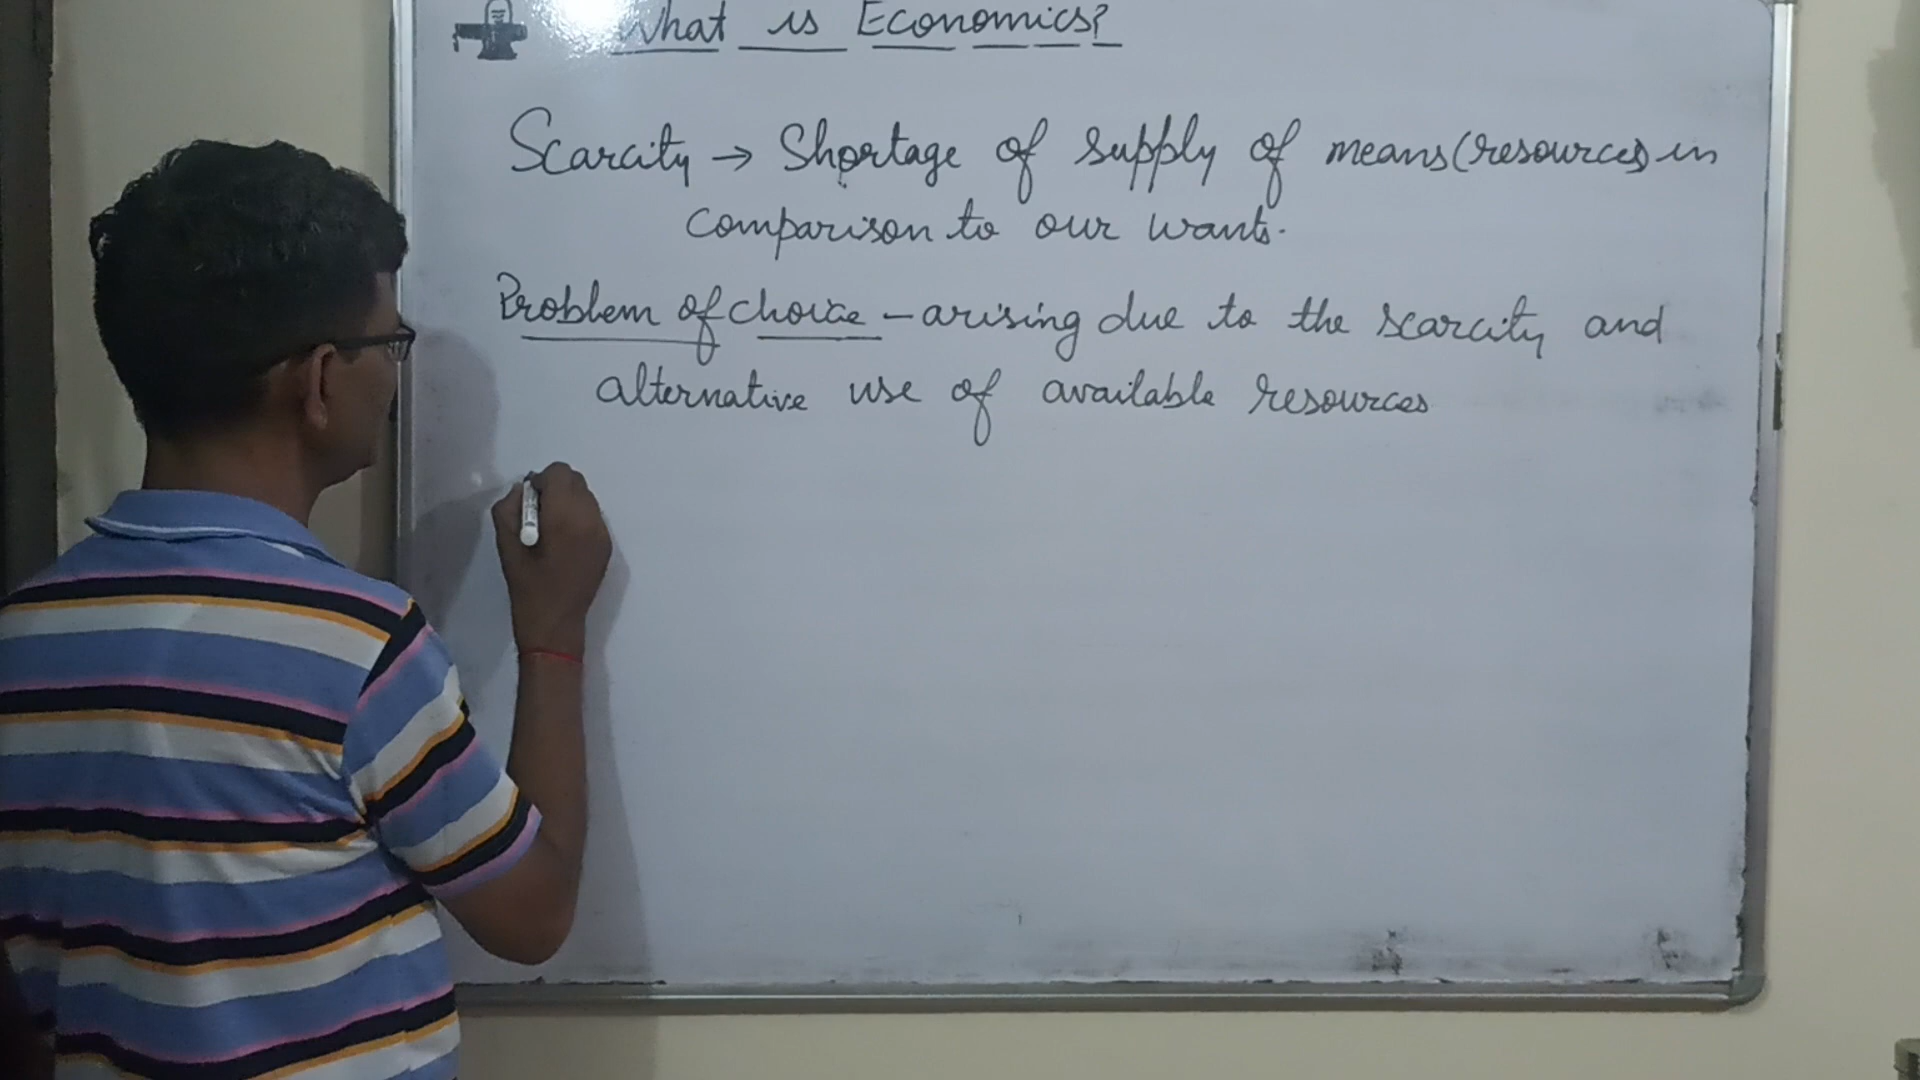 What is Economics?
Scarcity → Shortage of supply of means (resources) in
comparison to our wants.
Problem of choice – arising due to the scarcity and
alternative use of available resources